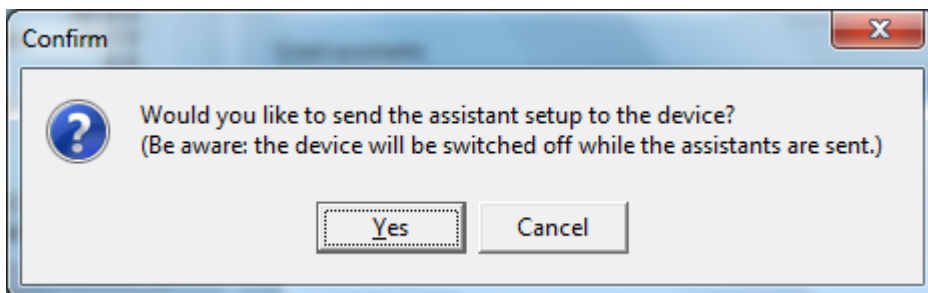 Confirm
Would you like to send the assistant setup to the device?
(Be aware: the device will be switched off while the assistants are sent.)
Yes
Cancel